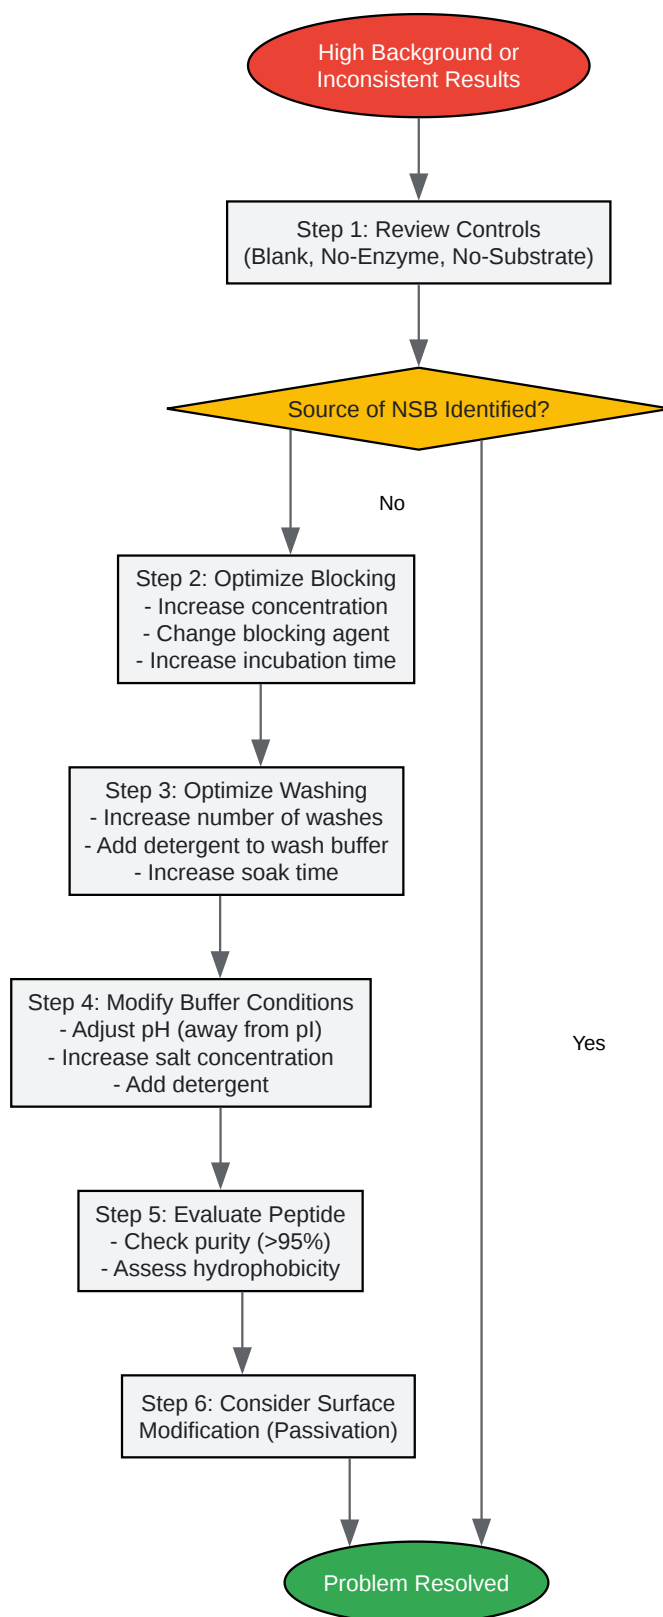 High Background or
Inconsistent Results
Step 1: Review Controls
(Blank, No-Enzyme, No-Substrate)
Source of NSB Identified?
No
Step 2: Optimize Blocking
- Increase concentration
- Change blocking agent
- Increase incubation time
Step 3: Optimize Washing
- Increase number of washes
- Add detergent to wash buffer
- Increase soak time
Step 4: Modify Buffer Conditions
- Adjust pH (away from pI)
- Increase salt concentration
- Add detergent
Yes
Step 5: Evaluate Peptide
- Check purity (>95%)
- Assess hydrophobicity
Step 6: Consider Surface
Modification (Passivation)
Problem Resolved